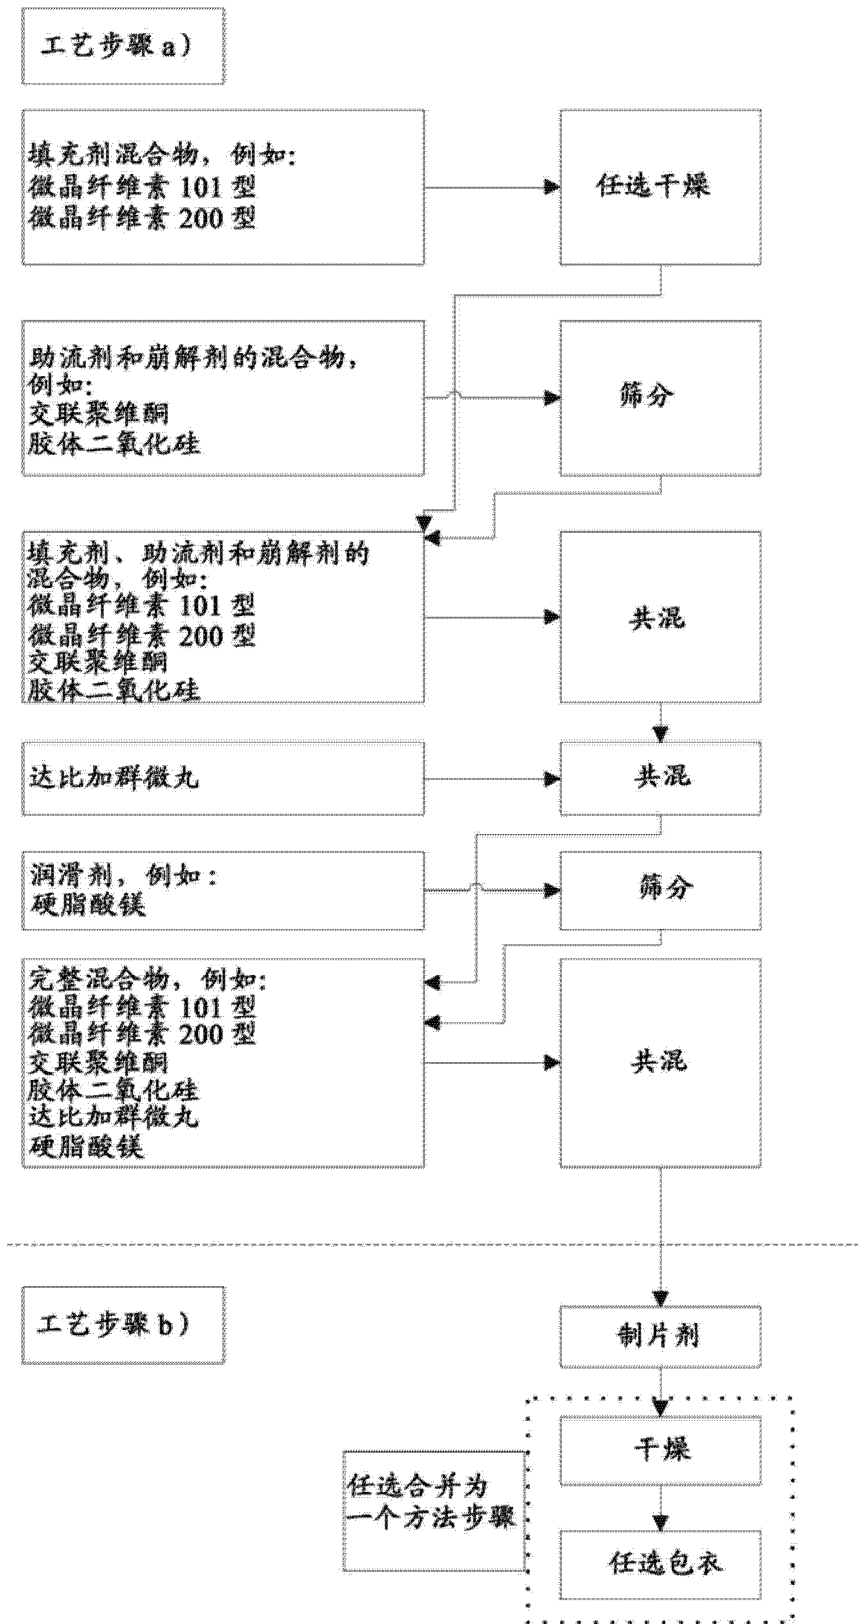 工艺步骤 a）
填充剂混合物，例如：
微晶纤维素 101 型
微晶纤维素 200 型
任选干燥
助流剂和崩解剂的混合物，
例如：
交联聚维酮
胶体二氧化硅
筛分
填充剂、助流剂和崩解剂的
混合物，例如：
微晶纤维素 101 型
微晶纤维素 200 型
交联聚维酮
胶体二氧化硅
共混
达比加群微丸
共混
润滑剂，例如：
硬脂酸镁
筛分
完整混合物，例如：
微晶纤维素 101 型
微晶纤维素 200 型
交联聚维酮
胶体二氧化硅
达比加群微丸
硬脂酸镁
共混
工艺步骤 b）
制片剂
干燥
任选合并为
一个方法步骤
任选包衣